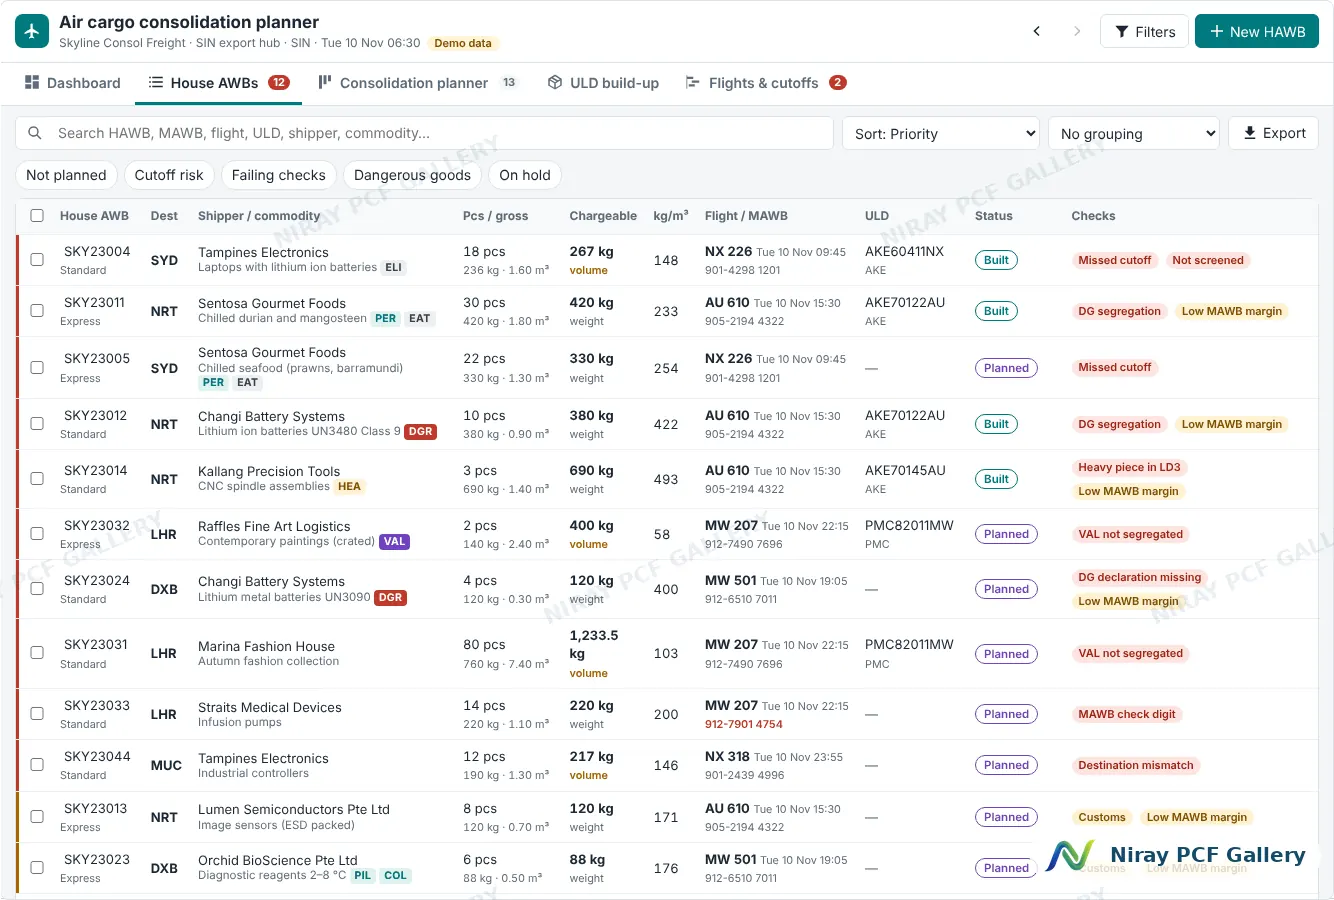 Air cargo consolidation planner
Skyline Consol Freight · SIN export hub · SIN · Tue 10 Nov 06:30 Demo data
Filters
+ New HAWB
Dashboard House AWBs 12 Consolidation planner 13 ULD build-up Flights & cutoffs 2
Search HAWB, MAWB, flight, ULD, shipper, commodity...
Sort: Priority
No grouping
Export
Not planned Cutoff risk Failing checks Dangerous goods On hold
House AWB Dest Shipper / commodity Pcs / gross Chargeable kg/m³ Flight / MAWB ULD Status Checks
SKY23004 SYD Tampines Electronics 18 pcs 267 kg 148 NX 226 Tue 10 Nov 09:45 AKE60411NX Built Missed cutoff Not screened
Standard Laptops with lithium ion batteries ELI 236 kg · 1.60 m³ volume 901-4298 1201 AKE
SKY23011 NRT Sentosa Gourmet Foods 30 pcs 420 kg 233 AU 610 Tue 10 Nov 15:30 AKE70122AU Built DG segregation Low MAWB margin
Express Chilled durian and mangosteen PER EAT 420 kg · 1.80 m³ weight 905-2194 4322 AKE
SKY23005 SYD Sentosa Gourmet Foods 22 pcs 330 kg 254 NX 226 Tue 10 Nov 09:45 — Planned Missed cutoff
Express Chilled seafood (prawns, barramundi) 330 kg · 1.30 m³ weight 901-4298 1201
PER EAT
SKY23012 NRT Changi Battery Systems 10 pcs 380 kg 422 AU 610 Tue 10 Nov 15:30 AKE70122AU Built DG segregation Low MAWB margin
Standard Lithium ion batteries UN3480 Class 9 DGR 380 kg · 0.90 m³ weight 905-2194 4322 AKE
SKY23014 NRT Kallang Precision Tools 3 pcs 690 kg 493 AU 610 Tue 10 Nov 15:30 AKE70145AU Built Heavy piece in LD3
Standard CNC spindle assemblies HEA 690 kg · 1.40 m³ weight 905-2194 4322 AKE Low MAWB margin
SKY23032 LHR Raffles Fine Art Logistics 2 pcs 400 kg 58 MW 207 Tue 10 Nov 22:15 PMC82011MW Planned VAL not segregated
Express Contemporary paintings (crated) VAL 140 kg · 2.40 m³ volume 912-7490 7696 PMC
SKY23024 DXB Changi Battery Systems 4 pcs 120 kg 400 MW 501 Tue 10 Nov 19:05 — Planned DG declaration missing
Standard Lithium metal batteries UN3090 DGR 120 kg · 0.30 m³ weight 912-6510 7011 Low MAWB margin
SKY23031 LHR Marina Fashion House 80 pcs 1,233.5 kg 103 MW 207 Tue 10 Nov 22:15 PMC82011MW Planned VAL not segregated
Standard Autumn fashion collection 760 kg · 7.40 m³ volume 912-7490 7696 PMC
SKY23033 LHR Straits Medical Devices 14 pcs 220 kg 200 MW 207 Tue 10 Nov 22:15 — Planned MAWB check digit
Standard Infusion pumps 220 kg · 1.10 m³ weight 912-7901 4754
SKY23044 MUC Tampines Electronics 12 pcs 217 kg 146 NX 318 Tue 10 Nov 23:55 — Planned Destination mismatch
Standard Industrial controllers 190 kg · 1.30 m³ volume 901-2439 4996
SKY23013 NRT Lumen Semiconductors Pte Ltd 8 pcs 120 kg 171 AU 610 Tue 10 Nov 15:30 — Planned Customs Low MAWB margin
Express Image sensors (ESD packed) 120 kg · 0.70 m³ weight 905-2194 4322
SKY23023 DXB Orchid BioScience Pte Ltd 6 pcs 88 kg 176 MW 501 Tue 10 Nov 19:05 — Planned Customs Low MAWB margin
Express Diagnostic reagents 2–8 °C PIL COL 88 kg · 0.50 m³ weight 912-6510 7011
Niray PCF Gallery
NIRAY PCF GALLERY
NIRAY PCF GALLERY
PCF GALLERY
NIRAY PCF GALLERY
NIRAY PCF GALL